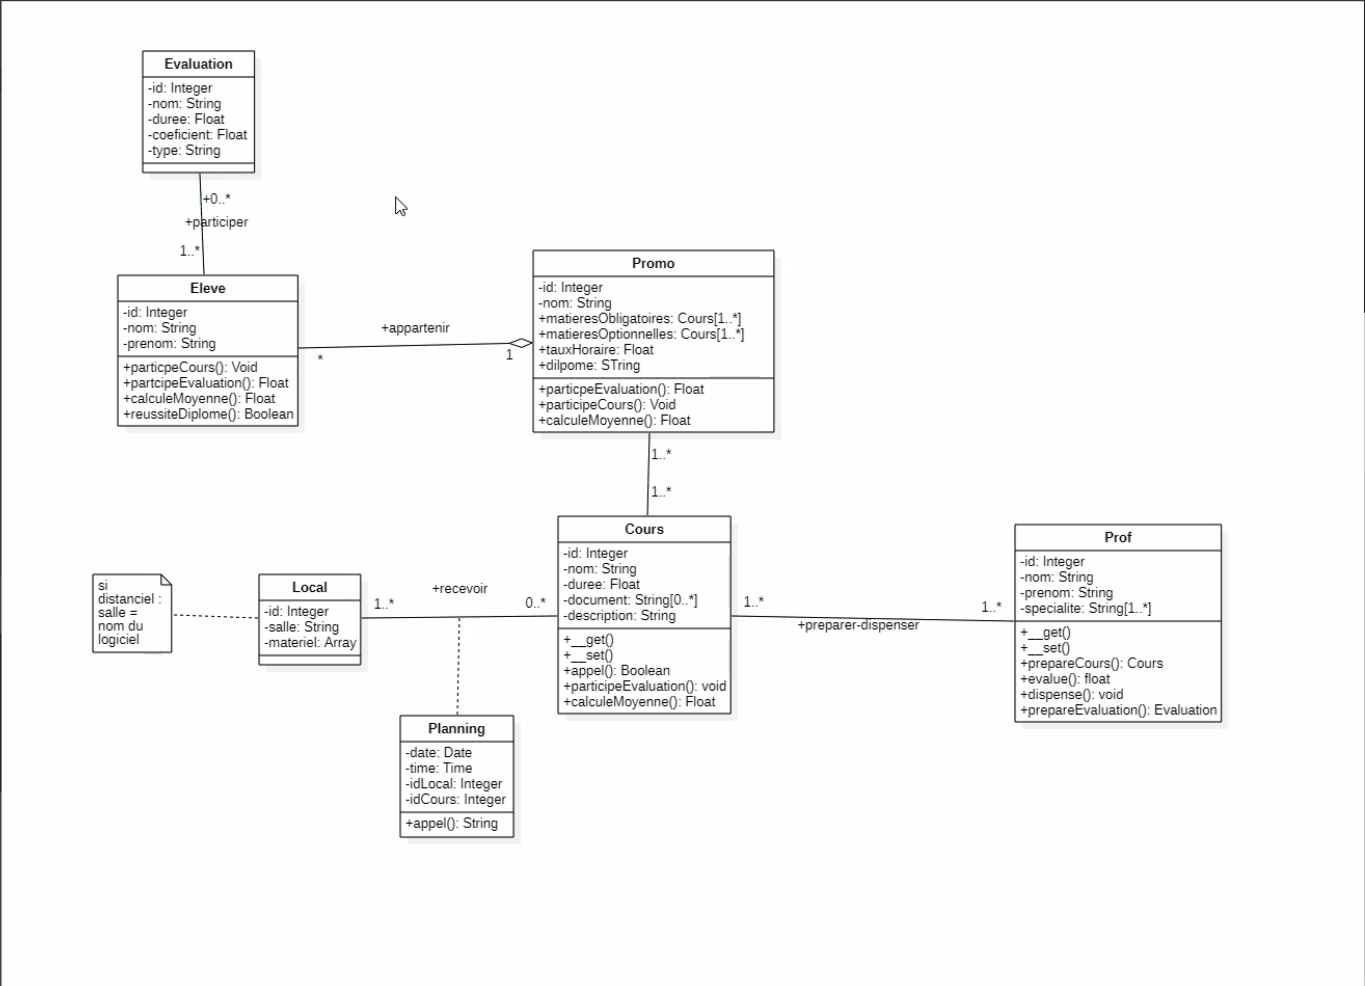 Evaluation
-id: Integer
-nom: String
-duree: Float
-coeficient: Float
-type: String
+0..*
+participer
1..*
Eleve
-id: Integer
-nom: String
-prenom: String
+particpeCours(): Void
+partcipeEvaluation(): Float
+calculeMoyenne(): Float
+reussiteDiplome(): Boolean
+appartenir
*
1
Promo
-id: Integer
-nom: String
+matieresObligatoires: Cours[1..*]
+matieresOptionnelles: Cours[1..*]
+tauxHoraire: Float
+dilpome: STring
+particpeEvaluation(): Float
+participeCours(): Void
+calculeMoyenne(): Float
1..*
1..*
si
distanciel :
salle =
nom du
logiciel
Local
-id: Integer
-salle: String
-materiel: Array
+recevoir
1..*
0..*
Cours
-id: Integer
-nom: String
-duree: Float
-document: String[0..*]
-description: String
+__get()
+__set()
+appel(): Boolean
+participeEvaluation(): void
+calculeMoyenne(): Float
1..*
1..*
+preparer-dispenser
Prof
-id: Integer
-nom: String
-prenom: String
-specialite: String[1..*]
+__get()
+__set()
+prepareCours(): Cours
+evalue(): float
+dispense(): void
+prepareEvaluation(): Evaluation
Planning
-date: Date
-time: Time
-idLocal: Integer
-idCours: Integer
+appel(): String